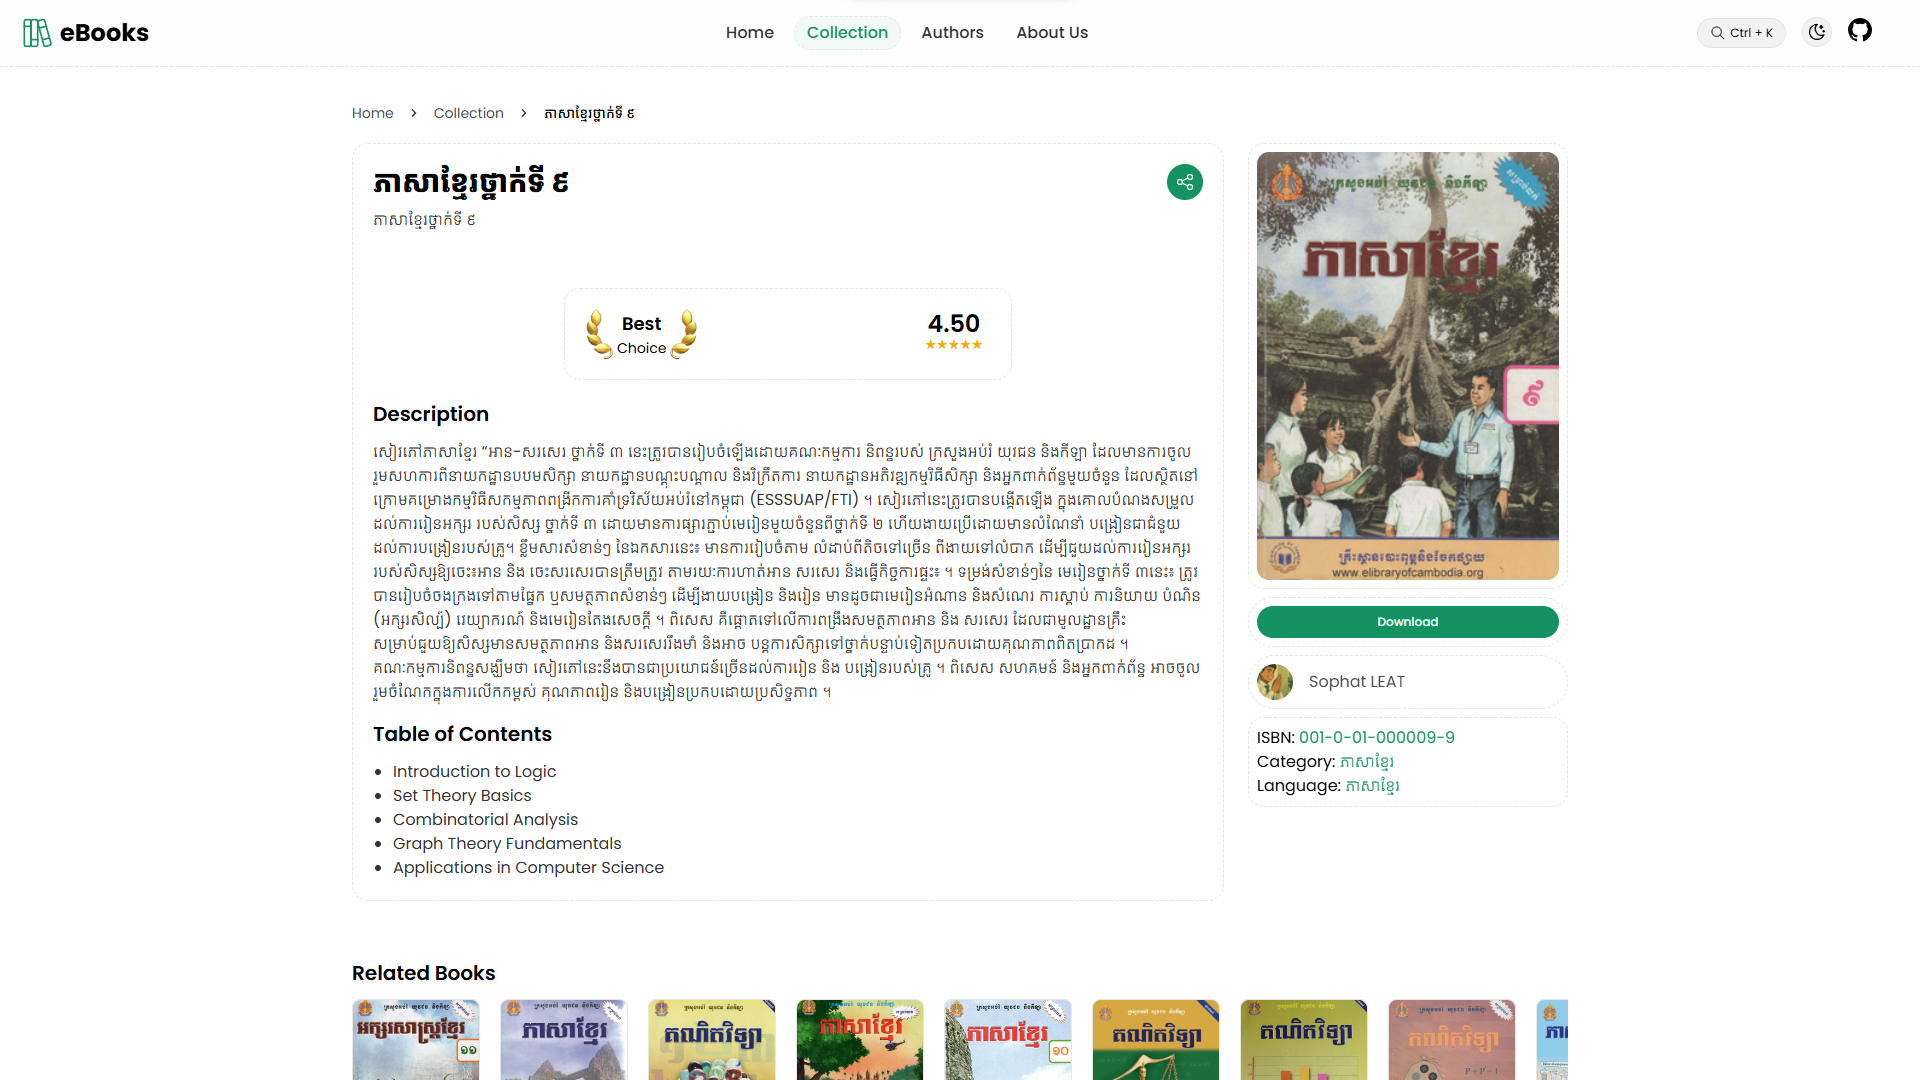 eBooks
Home
Collection
Authors
About Us
Ctrl + K
Home
Collection
ភាសាខ្មែរថ្នាក់ទី ៩
ភាសាខ្មែរថ្នាក់ទី ៩
ភាសាខ្មែរថ្នាក់ទី ៩
Best
Choice
4.50
Description
សៀវភៅភាសាខ្មែរ “អាន-សរសេរ ថ្នាក់ទី ៣ នេះត្រូវបានរៀបចំឡើងដោយគណៈកម្មការ និពន្ធរបស់ ក្រសួងអប់រំ យុវជន និងកីឡា ដែលមានការចូល
រួមសហការពីនាយកដ្ឋានបឋមសិក្សា នាយកដ្ឋានបណ្តុះបណ្តាល និងវិក្រឹតការ នាយកដ្ឋានអភិវឌ្ឍកម្មវិធីសិក្សា និងអ្នកពាក់ព័ន្ធមួយចំនួន ដែលស្ថិតនៅ
ក្រោមគម្រោងកម្មវិធីសកម្មភាពពង្រីកការគាំទ្រវិស័យអប់រំនៅកម្ពុជា (ESSSUAP/FTI) ។ សៀវភៅនេះត្រូវបានបង្កើតឡើង ក្នុងគោលបំណងសម្រួល
ដល់ការរៀនអក្សរ របស់សិស្ស ថ្នាក់ទី ៣ ដោយមានការផ្សារភ្ជាប់មេរៀនមួយចំនួនពីថ្នាក់ទី ២ ហើយងាយប្រើដោយមានលំណែនាំ បង្រៀនជាជំនួយ
ដល់ការបង្រៀនរបស់គ្រូ។ ខ្លឹមសារសំខាន់ៗ នៃឯកសារនេះ៖ មានការរៀបចំតាម លំដាប់ពីតិចទៅច្រើន ពីងាយទៅលំបាក ដើម្បីជួយដល់ការរៀនអក្សរ
របស់សិស្សឱ្យចេះ៖អាន និង ចេះសរសេរបានត្រឹមត្រូវ តាមរយៈការហាត់អាន សរសេរ និងធ្វើកិច្ចការផ្ទះ៖ ។ ទម្រង់សំខាន់ៗនៃ មេរៀនថ្នាក់ទី ៣នេះ៖ ត្រូវ
បានរៀបចំចងក្រងទៅតាមផ្នែក ឬសមត្ថភាពសំខាន់ៗ ដើម្បីងាយបង្រៀន និងរៀន មានដូចជាមេរៀនអំណាន និងសំណេរ ការស្តាប់ ការនិយាយ បំណិន
(អក្សរសិល្ប៍) វេយ្យាករណ៍ និងមេរៀនតែងសេចក្តី ។ ពិសេស គឺផ្តោតទៅលើការពង្រឹងសមត្ថភាពអាន និង សរសេរ ដែលជាមូលដ្ឋានគ្រឹះ
សម្រាប់ជួយឱ្យសិស្សមានសមត្ថភាពអាន និងសរសេររឹងមាំ និងអាច បន្តការសិក្សាទៅថ្នាក់បន្ទាប់ទៀតប្រកបដោយគុណភាពពិតប្រាកដ ។
គណៈកម្មការនិពន្ធសង្ឃឹមថា សៀវភៅនេះនឹងបានជាប្រយោជន៍ច្រើនដល់ការរៀន និង បង្រៀនរបស់គ្រូ ។ ពិសេស សហគមន៍ និងអ្នកពាក់ព័ន្ធ អាចចូល
រួមចំណែកក្នុងការលើកកម្ពស់ គុណភាពរៀន និងបង្រៀនប្រកបដោយប្រសិទ្ធភាព ។
Table of Contents
Introduction to Logic
Set Theory Basics
Combinatorial Analysis
Graph Theory Fundamentals
Applications in Computer Science
ក្រសួងអប់រំ យុវជន និងកីឡា
ភាសាខ្មែរ
៩
គ្រឹះស្ថានបោះពុម្ពនិងចែកផ្សាយ
www.elibraryofcambodia.org
Download
Sophat LEAT
ISBN: 001-0-01-000009-9
Category: ភាសាខ្មែរ
Language: ភាសាខ្មែរ
Related Books
អក្សរសាស្ត្រខ្មែរ
១១
ភាសាខ្មែរ
គណិតវិទ្យា
ភាសាខ្មែរ
ភាសាខ្មែរ
១០
គណិតវិទ្យា
គណិតវិទ្យា
គណិតវិទ្យា